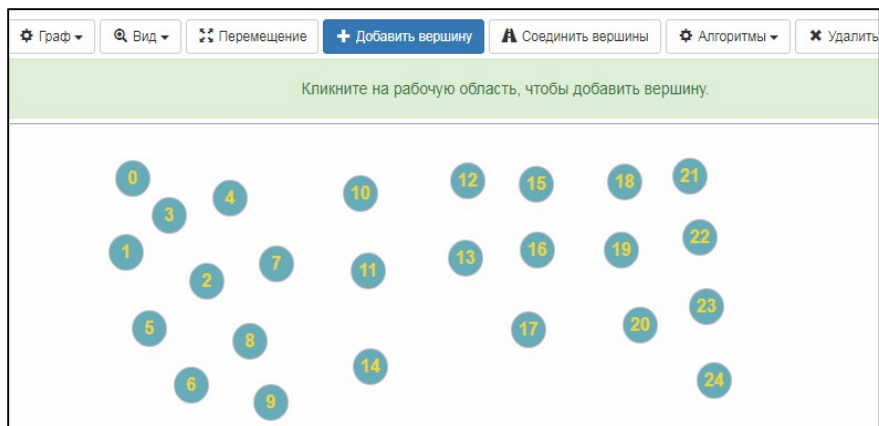 Граф Вид Перемещение + Добавить вершину Соединить вершины Алгоритмы Удалить
Кликните на рабочую область, чтобы добавить вершину.
0 4 10 12 15 18 21
3
1 2 7 11 13 16 19 22
5 8 14 17 20 23
6 9 24